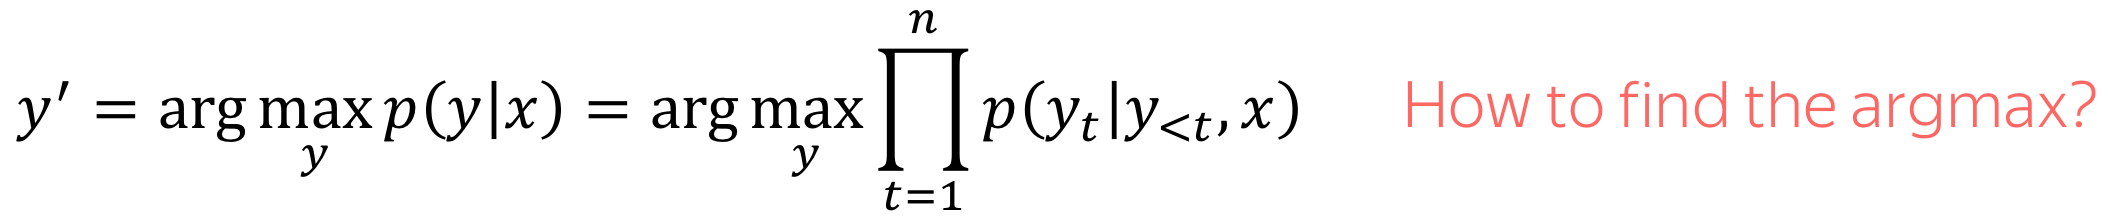 y′ = arg max_y p(y|x) = arg max_y ∏_{t=1}^{n} p(y_t|y_{<t}, x) How to find the argmax?